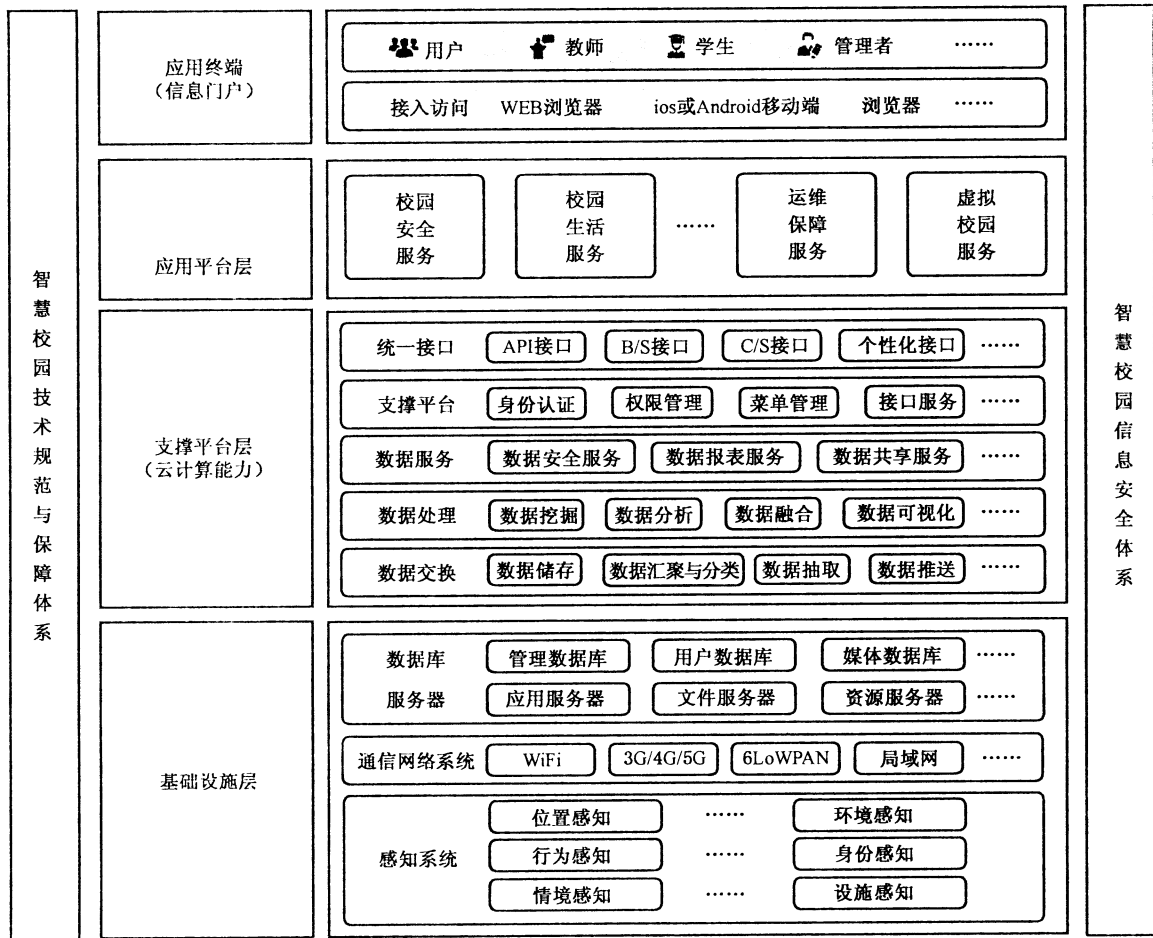 智慧校园技术规范与保障体系
应用终端
（信息门户）
用户 教师 学生 管理者 ……
接入访问 WEB浏览器 ios或Android移动端 浏览器 ……
应用平台层
校园
安全
服务
校园
生活
服务
……
运维
保障
服务
虚拟
校园
服务
支撑平台层
（云计算能力）
统一接口 API接口 B/S接口 C/S接口 个性化接口 ……
支撑平台 身份认证 权限管理 菜单管理 接口服务 ……
数据服务 数据安全服务 数据报表服务 数据共享服务 ……
数据处理 数据挖掘 数据分析 数据融合 数据可视化 ……
数据交换 数据储存 数据汇聚与分类 数据抽取 数据推送 ……
基础设施层
数据库 管理数据库 用户数据库 媒体数据库 ……
服务器 应用服务器 文件服务器 资源服务器 ……
通信网络系统 WiFi 3G/4G/5G 6LoWPAN 局域网 ……
感知系统
位置感知 …… 环境感知
行为感知 …… 身份感知
情境感知 …… 设施感知
智慧校园信息安全体系